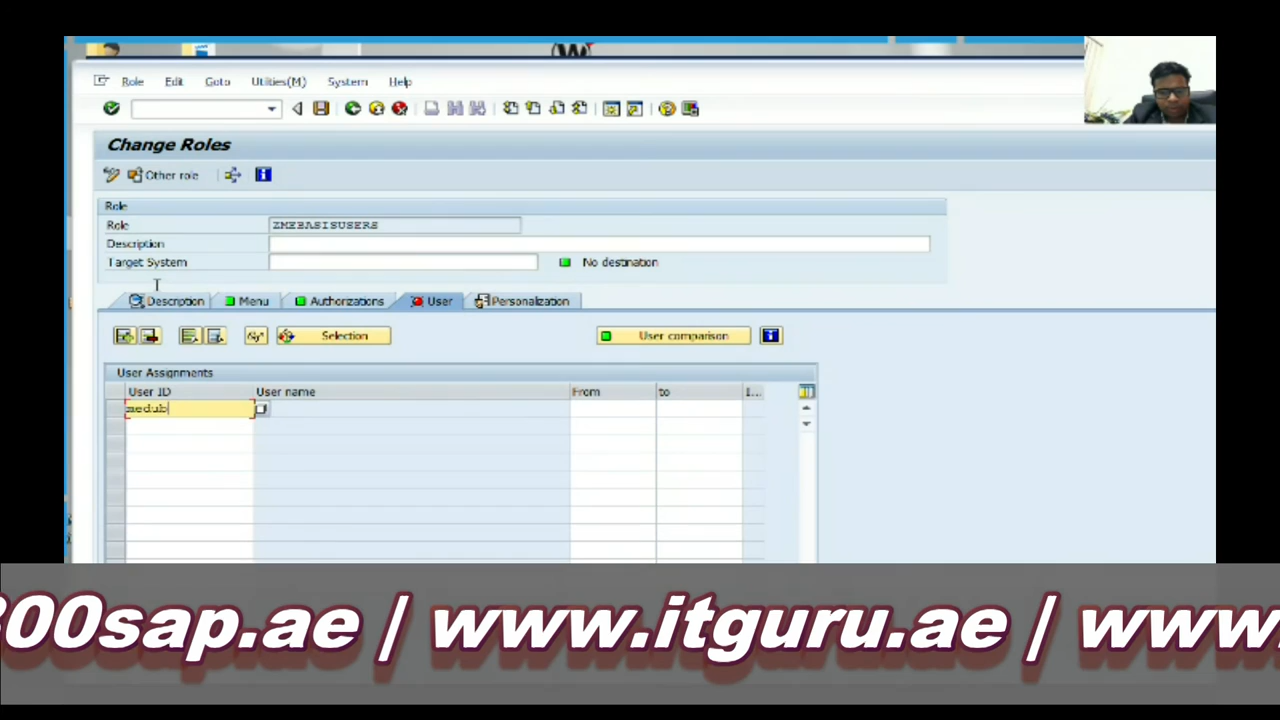 Role Edit Goto Utilities(M) System Help
Change Roles
Other role
Role
Role ZMEBASISUSERS
Description
Target System No destination
Description Menu Authorizations User Personalization
Selection User comparison
User Assignments
User ID User name From to I...
medub
800sap.ae / www.itguru.ae / www.